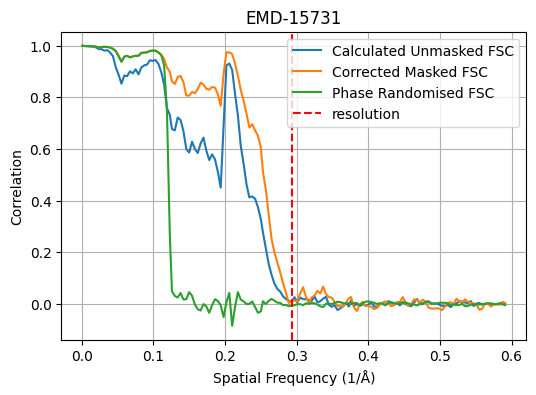 EMD-15731
Calculated Unmasked FSC
Corrected Masked FSC
Phase Randomised FSC
resolution
Correlation
1.0
0.8
0.6
0.4
0.2
0.0
0.0 0.1 0.2 0.3 0.4 0.5 0.6
Spatial Frequency (1/Å)